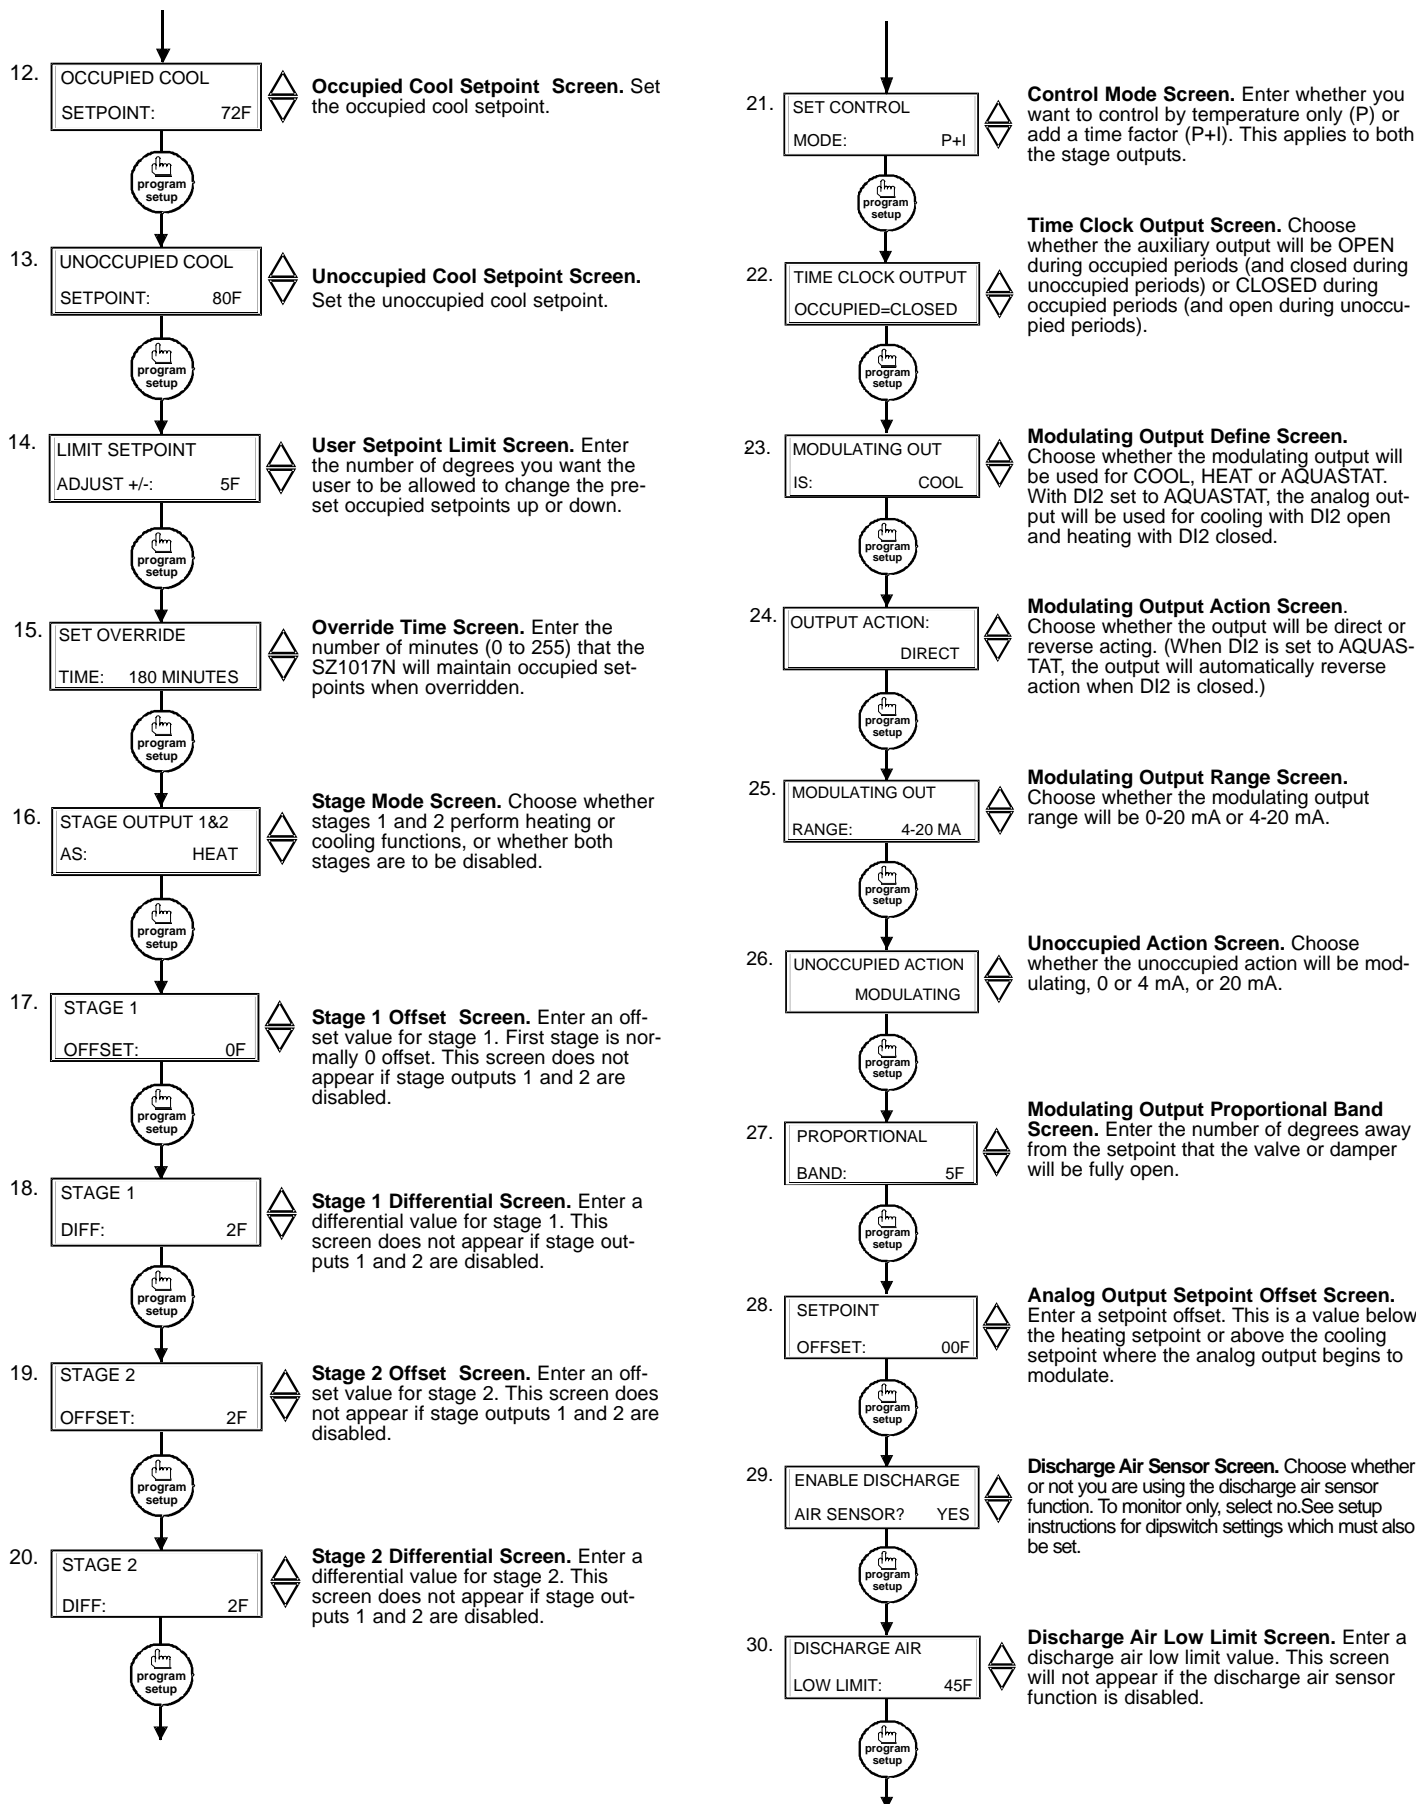 12.
OCCUPIED COOL
SETPOINT: 72F
Occupied Cool Setpoint Screen. Set
the occupied cool setpoint.
program
setup
13.
UNOCCUPIED COOL
SETPOINT: 80F
Unoccupied Cool Setpoint Screen.
Set the unoccupied cool setpoint.
program
setup
14.
LIMIT SETPOINT
ADJUST +/-: 5F
User Setpoint Limit Screen. Enter
the number of degrees you want the
user to be allowed to change the pre-
set occupied setpoints up or down.
program
setup
15.
SET OVERRIDE
TIME: 180 MINUTES
Override Time Screen. Enter the
number of minutes (0 to 255) that the
SZ1017N will maintain occupied set-
points when overridden.
program
setup
16.
STAGE OUTPUT 1&2
AS: HEAT
Stage Mode Screen. Choose whether
stages 1 and 2 perform heating or
cooling functions, or whether both
stages are to be disabled.
program
setup
17.
STAGE 1
OFFSET: 0F
Stage 1 Offset Screen. Enter an off-
set value for stage 1. First stage is nor-
mally 0 offset. This screen does not
appear if stage outputs 1 and 2 are
disabled.
program
setup
18.
STAGE 1
DIFF: 2F
Stage 1 Differential Screen. Enter a
differential value for stage 1. This
screen does not appear if stage out-
puts 1 and 2 are disabled.
program
setup
19.
STAGE 2
OFFSET: 2F
Stage 2 Offset Screen. Enter an off-
set value for stage 2. This screen does
not appear if stage outputs 1 and 2 are
disabled.
program
setup
20.
STAGE 2
DIFF: 2F
Stage 2 Differential Screen. Enter a
differential value for stage 2. This
screen does not appear if stage out-
puts 1 and 2 are disabled.
program
setup
21.
SET CONTROL
MODE: P+I
Control Mode Screen. Enter whether you
want to control by temperature only (P) or
add a time factor (P+I). This applies to both
the stage outputs.
program
setup
22.
TIME CLOCK OUTPUT
OCCUPIED=CLOSED
Time Clock Output Screen. Choose
whether the auxiliary output will be OPEN
during occupied periods (and closed during
unoccupied periods) or CLOSED during
occupied periods (and open during unoccu-
pied periods).
program
setup
23.
MODULATING OUT
IS: COOL
Modulating Output Define Screen.
Choose whether the modulating output will
be used for COOL, HEAT or AQUASTAT.
With DI2 set to AQUASTAT, the analog out-
put will be used for cooling with DI2 open
and heating with DI2 closed.
program
setup
24.
OUTPUT ACTION:
DIRECT
Modulating Output Action Screen.
Choose whether the output will be direct or
reverse acting. (When DI2 is set to AQUAS-
TAT, the output will automatically reverse
action when DI2 is closed.)
program
setup
25.
MODULATING OUT
RANGE: 4-20 MA
Modulating Output Range Screen.
Choose whether the modulating output
range will be 0-20 mA or 4-20 mA.
program
setup
26.
UNOCCUPIED ACTION
MODULATING
Unoccupied Action Screen. Choose
whether the unoccupied action will be mod-
ulating, 0 or 4 mA, or 20 mA.
program
setup
27.
PROPORTIONAL
BAND: 5F
Modulating Output Proportional Band
Screen. Enter the number of degrees away
from the setpoint that the valve or damper
will be fully open.
program
setup
28.
SETPOINT
OFFSET: 00F
Analog Output Setpoint Offset Screen.
Enter a setpoint offset. This is a value below
the heating setpoint or above the cooling
setpoint where the analog output begins to
modulate.
program
setup
29.
ENABLE DISCHARGE
AIR SENSOR? YES
Discharge Air Sensor Screen. Choose whether
or not you are using the discharge air sensor
function. To monitor only, select no.See setup
instructions for dipswitch settings which must also
be set.
program
setup
30.
DISCHARGE AIR
LOW LIMIT: 45F
Discharge Air Low Limit Screen. Enter a
discharge air low limit value. This screen
will not appear if the discharge air sensor
function is disabled.
program
setup